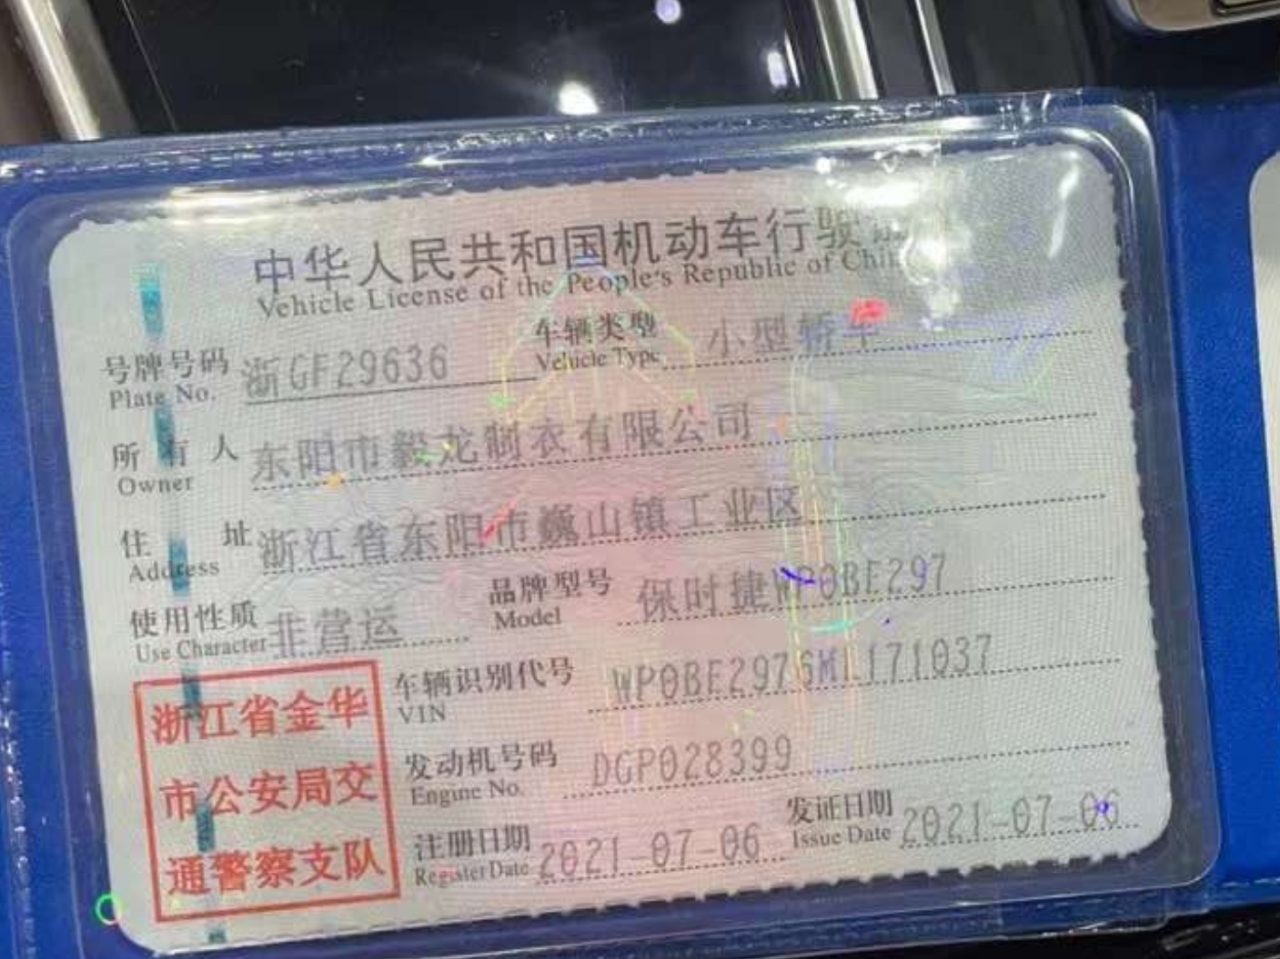 中华人民共和国机动车行驶
Vehicle License of the People's Republic of China
号牌号码 浙GF29636 车辆类型 小型轿车
Plate No. Vehicle Type
所有人 东阳市毅龙制衣有限公司
Owner
住址 浙江省东阳市巍山镇工业区
Address
使用性质 非营运 品牌型号 保时捷WP0BE297
Use Character Model
浙江省金华
市公安局交
通警察支队
车辆识别代号 WP0BE2976ML171037
VIN
发动机号码 DGP028399
Engine No.
注册日期 2021-07-06 发证日期 2021-07-06
Register Date Issue Date